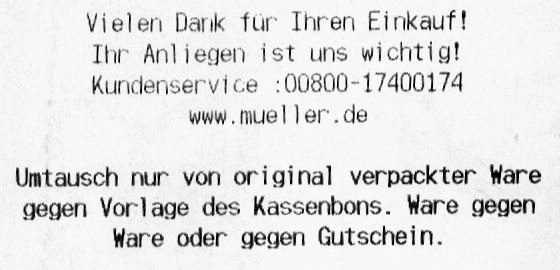 Vielen Dank für Ihren Einkauf!
Ihr Anliegen ist uns wichtig!
Kundenservice :00800-17400174
www.mueller.de
Umtausch nur von original verpackter Ware
gegen Vorlage des Kassenbons. Ware gegen
Ware oder gegen Gutschein.